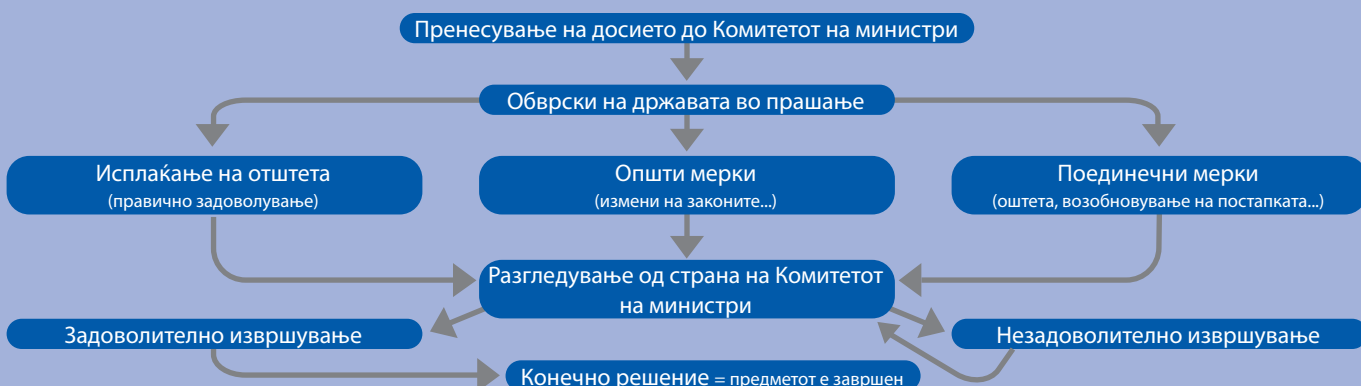 Пренесување на досието до Комитетот на министри
Обврски на државата во прашање
Исплаќање на отштета
(правично задоволување)
Општи мерки
(измени на законите...)
Поединечни мерки
(оштета, возобновување на постапката...)
Разгледување од страна на Комитетот
на министри
Задоволително извршување
Незадоволително извршување
Конечно решение = предметот е завршен